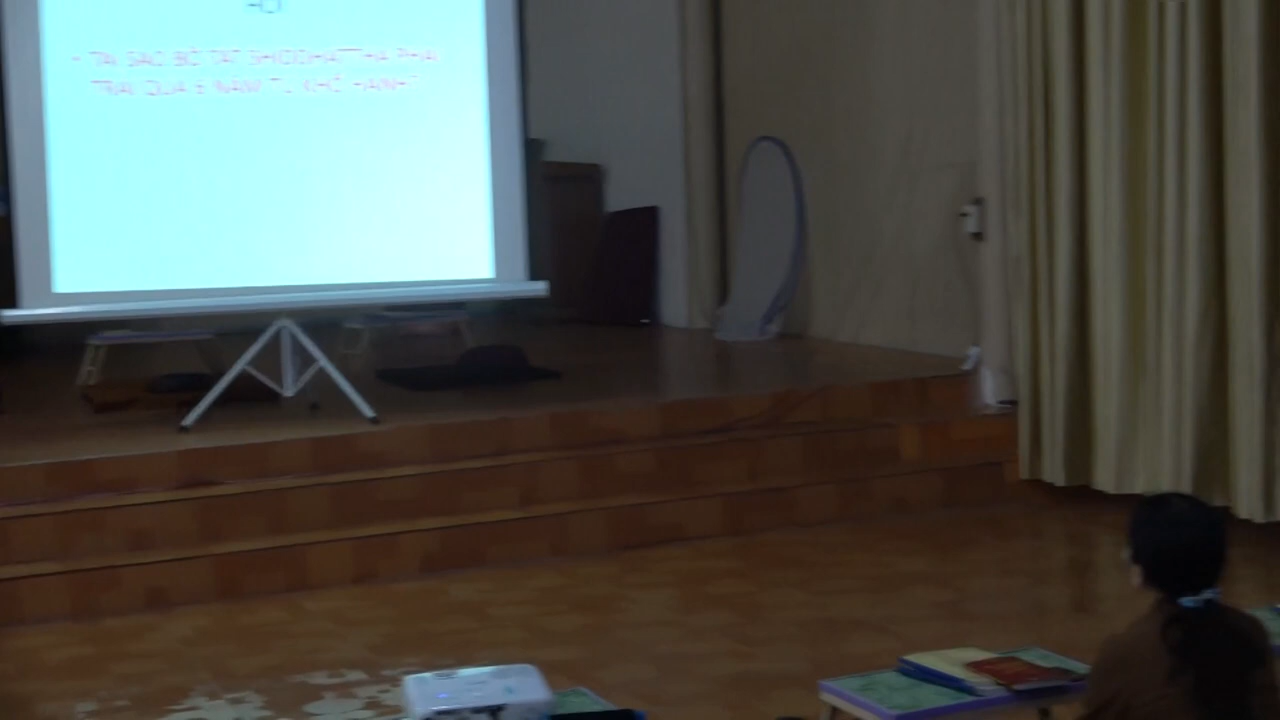 TẠI SAO BỒ TÁT SHIDDHATTHA PHẢI
TRẢI QUA 6 NĂM TU KHỔ HẠNH?